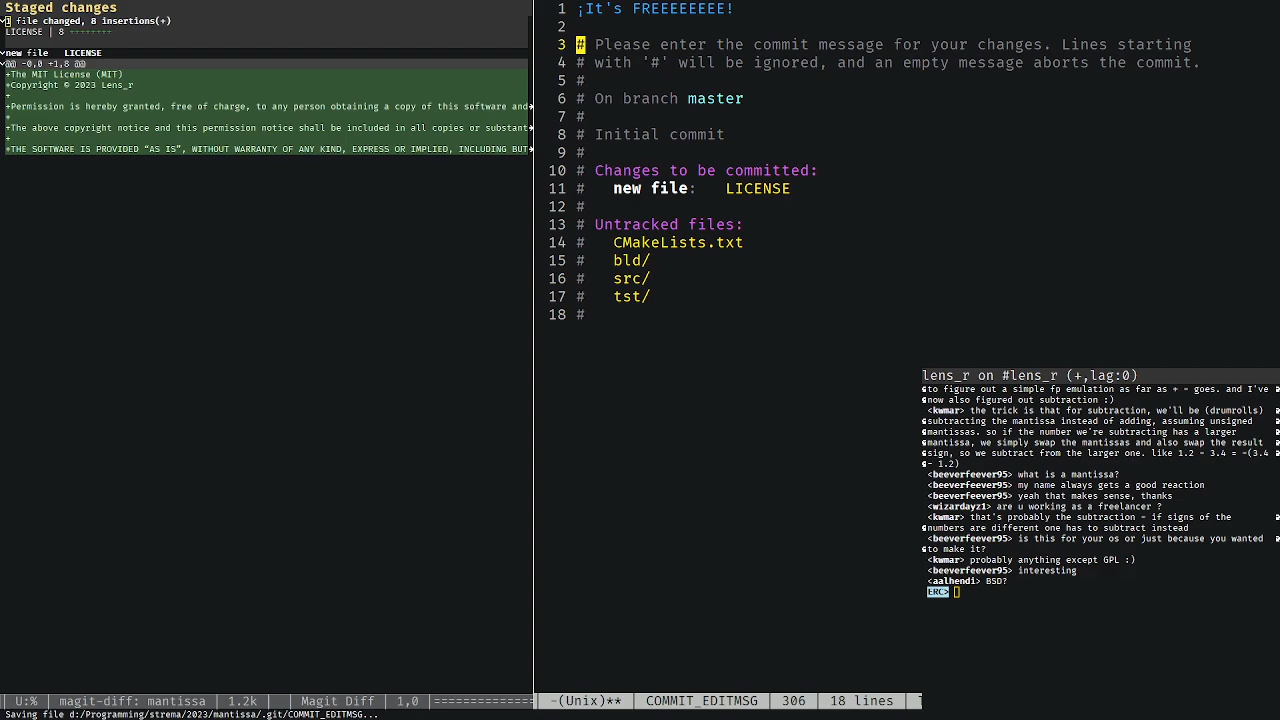 Staged changes
1 file changed, 8 insertions(+)
LICENSE | 8 ++++++++
new file   LICENSE
@@ -0,0 +1,8 @@
+The MIT License (MIT)
+Copyright © 2023 Lens_r
+
+Permission is hereby granted, free of charge, to any person obtaining a copy of this software and
+
+The above copyright notice and this permission notice shall be included in all copies or substant
+
+THE SOFTWARE IS PROVIDED “AS IS”, WITHOUT WARRANTY OF ANY KIND, EXPRESS OR IMPLIED, INCLUDING BUT
U:% magit-diff: mantissa 1.2k Magit Diff 1,0 ==============
Saving file d:/Programming/strema/2023/mantissa/.git/COMMIT_EDITMSG...
1 ¡It's FREEEEEEEE!
2
3 # Please enter the commit message for your changes. Lines starting
4 # with '#' will be ignored, and an empty message aborts the commit.
5 #
6 # On branch master
7 #
8 # Initial commit
9 #
10 # Changes to be committed:
11 #   new file:   LICENSE
12 #
13 # Untracked files:
14 #   CMakeLists.txt
15 #   bld/
16 #   src/
17 #   tst/
18 #
-(Unix)** COMMIT_EDITMSG 306 18 lines
lens_r on #lens_r (+,lag:0)
to figure out a simple fp emulation as far as + - goes. and I've
now also figured out subtraction :)
<kwmar> the trick is that for subtraction, we'll be (drumrolls)
subtracting the mantissa instead of adding, assuming unsigned
mantissas. so if the number we're subtracting has a larger
mantissa, we simply swap the mantissas and also swap the result
sign, so we subtract from the larger one. like 1.2 - 3.4 = -(3.4
- 1.2)
<beeverfeever95> what is a mantissa?
<beeverfeever95> my name always gets a good reaction
<beeverfeever95> yeah that makes sense, thanks
<wizardayz1> are u working as a freelancer ?
<kwmar> that's probably the subtraction - if signs of the
numbers are different one has to subtract instead
<beeverfeever95> is this for your os or just because you wanted
to make it?
<kwmar> probably anything except GPL :)
<beeverfeever95> interesting
<aalhendi> BSD?
ERC>